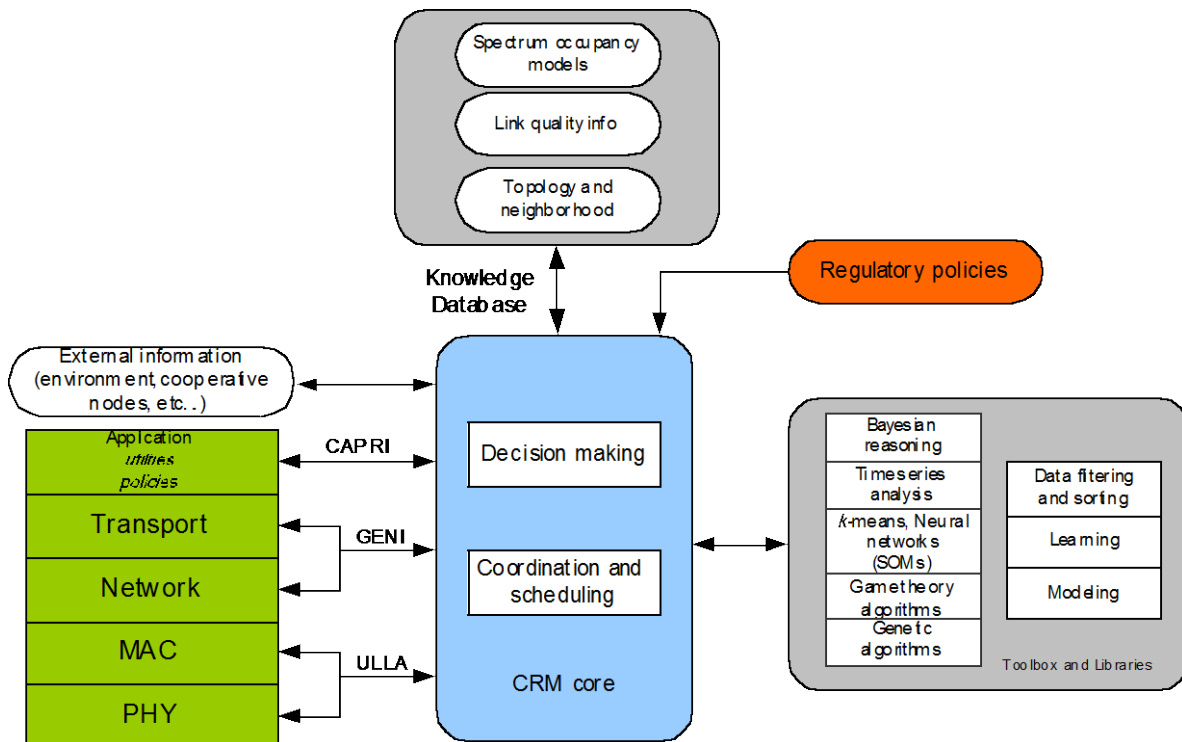 Spectrum occupancy
models
Link quality info
Topology and
neighborhood
Knowledge
Database
Regulatory policies
External information
(environment, cooperative
nodes, etc...)
Application
utilities
policies
Transport
Network
MAC
PHY
CAPRI
GENI
ULLA
Decision making
Coordination and
scheduling
CRM core
Bayesian
reasoning
Timeseries
analysis
k-means, Neural
networks
(SOMs)
Game theory
algorithms
Genetic
algorithms
Data filtering
and sorting
Learning
Modeling
Toolbox and Libraries